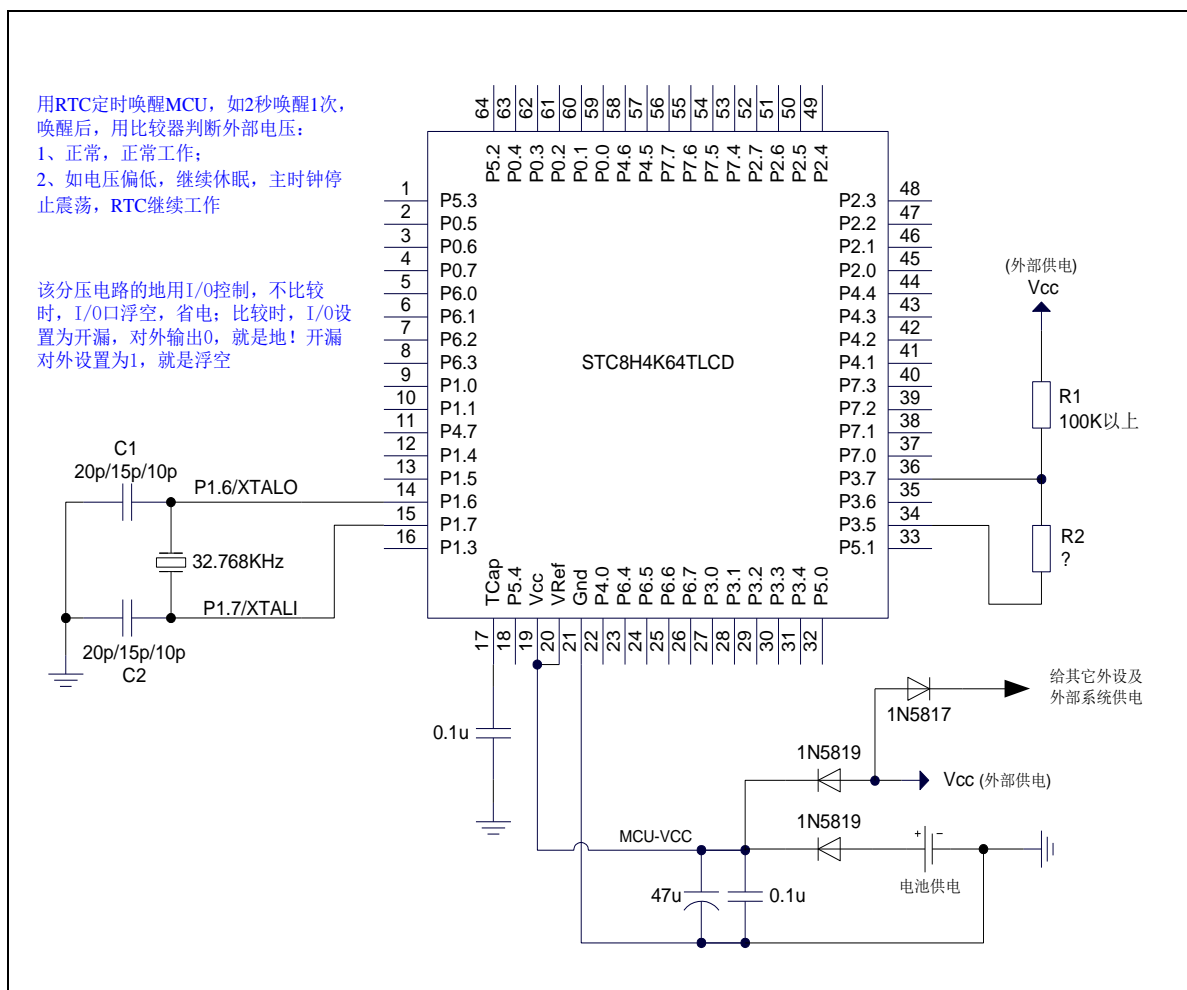 用RTC定时唤醒MCU，如2秒唤醒1次，
唤醒后，用比较器判断外部电压：
1、正常，正常工作；
2、如电压偏低，继续休眠，主时钟停
止震荡，RTC继续工作
该分压电路的地用I/O控制，不比较
时，I/O口浮空，省电；比较时，I/O设
置为开漏，对外输出0，就是地！开漏
对外设置为1，就是浮空
64 63 62 61 60 59 58 57 56 55 54 53 52 51 50 49
P5.2 P0.4 P0.3 P0.2 P0.1 P0.0 P4.6 P4.5 P7.7 P7.6 P7.5 P7.4 P2.7 P2.6 P2.5 P2.4
1 P5.3
2 P0.5
3 P0.6
4 P0.7
5 P6.0
6 P6.1
7 P6.2
8 P6.3
9 P1.0
10 P1.1
11 P4.7
12 P1.4
13 P1.5
14 P1.6
15 P1.7
16 P1.3
STC8H4K64TLCD
P2.3 48
P2.2 47
P2.1 46
P2.0 45
P4.4 44
P4.3 43
P4.2 42
P4.1 41
P7.3 40
P7.2 39
P7.1 38
P7.0 37
P3.7 36
P3.6 35
P3.5 34
P5.1 33
TCap P5.4 Vcc VRef Gnd P4.0 P6.4 P6.5 P6.6 P6.7 P3.0 P3.1 P3.2 P3.3 P3.4 P5.0
17 18 19 20 21 22 23 24 25 26 27 28 29 30 31 32
C1
20p/15p/10p
P1.6/XTALO
32.768KHz
P1.7/XTALI
20p/15p/10p
C2
(外部供电)
Vcc
R1
100K以上
R2
?
0.1u
给其它外设及
外部系统供电
1N5817
1N5819
Vcc (外部供电)
1N5819
MCU-VCC
+ −
电池供电
47u
0.1u